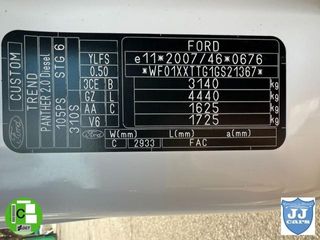 CUSTOM
TREND
PANTHER 2.0 Diesel STG 6
105PS
310S
Ford
YLFS
0.50
3CE B
GZ L
AA C
V6
FORD
e11*2007/46*0676
*WF01XXTTG1GS21367*
3140 kg
4440 kg
1625 kg
1725 kg
Ford
W(mm) L(mm) a(mm)
C 2933 FAC
C
JJ
cars